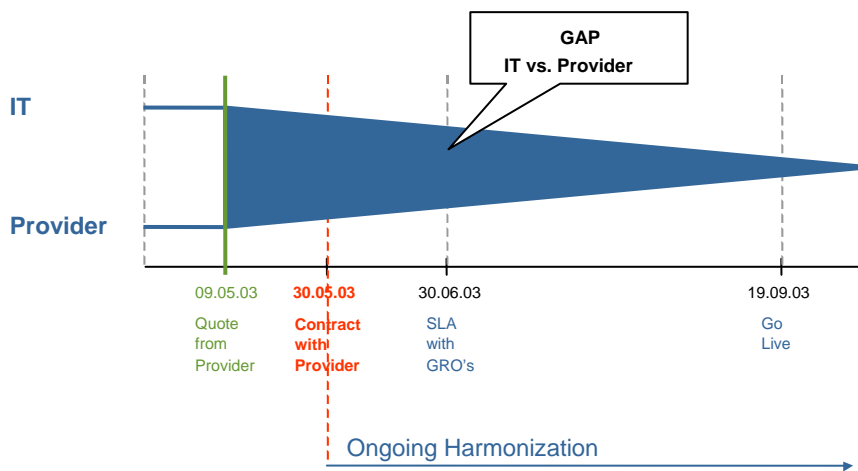 GAP
IT vs. Provider
IT
Provider
09.05.03
30.05.03
30.06.03
19.09.03
Quote
from
Provider
Contract
with
Provider
SLA
with
GRO's
Go
Live
Ongoing Harmonization